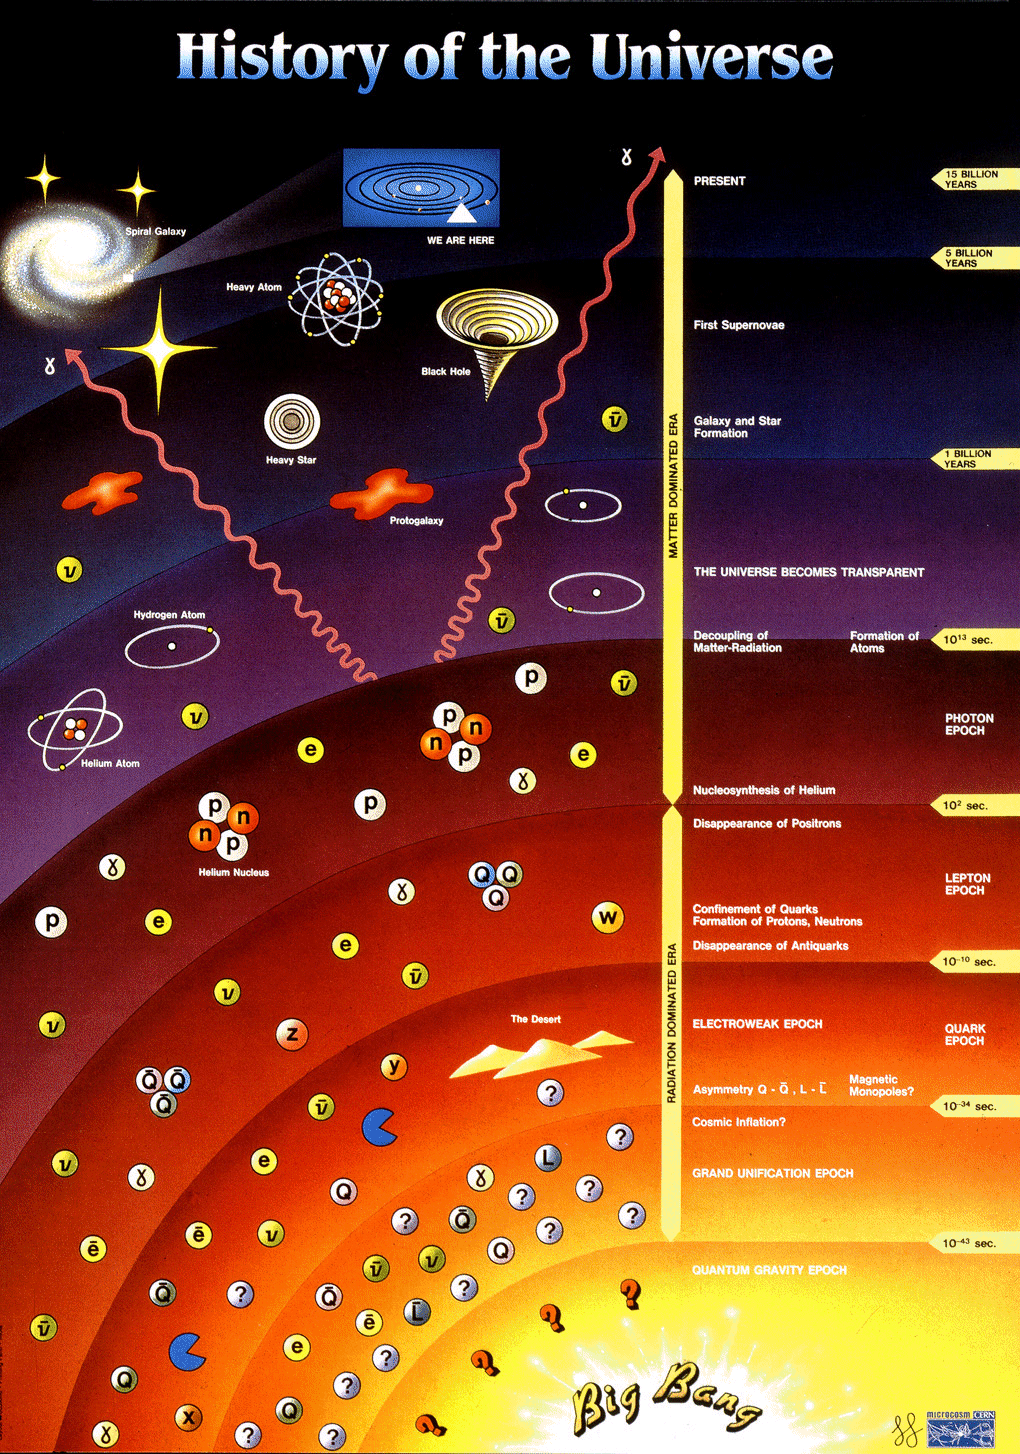 History of the Universe
ɣ
PRESENT
15 BILLION
YEARS
Spiral Galaxy
WE ARE HERE
5 BILLION
YEARS
Heavy Atom
First Supernovae
ɣ
Black Hole
ν̄
Galaxy and Star
Formation
MATTER DOMINATED ERA
Heavy Star
1 BILLION
YEARS
Protogalaxy
ν
THE UNIVERSE BECOMES TRANSPARENT
Hydrogen Atom
ν̄
Decoupling of
Matter-Radiation
Formation of
Atoms
10¹³ sec.
p
ν̄
ν
p
n
n
p
PHOTON
EPOCH
e
e
Helium Atom
ɣ
Nucleosynthesis of Helium
p
n
n
p
p
10² sec.
Disappearance of Positrons
Helium Nucleus
ɣ
Q
Q
Q
ɣ
LEPTON
EPOCH
p
e
w
Confinement of Quarks
Formation of Protons, Neutrons
e
Disappearance of Antiquarks
10⁻¹⁰ sec.
ν̄
ν
ν
z
The Desert
RADIATION DOMINATED ERA
ELECTROWEAK EPOCH
QUARK
EPOCH
y
Q̄
Q̄
Q̄
?
Asymmetry Q - Q̄ , L - L̄
Magnetic
Monopoles?
10⁻³⁴ sec.
ν̄
Cosmic Inflation?
?
ν
e
L
GRAND UNIFICATION EPOCH
ɣ
Q
ɣ
?
?
?
Q̄
?
?
ē
ē
ν
Q
10⁻⁴³ sec.
ν̄
ν
QUANTUM GRAVITY EPOCH
Q̄
?
Q̄
?
?
?
ν̄
ē
L̄
e
?
?
Q
?
x
Q
?
ɣ
?
?
?
Big Bang
microcosm CERN